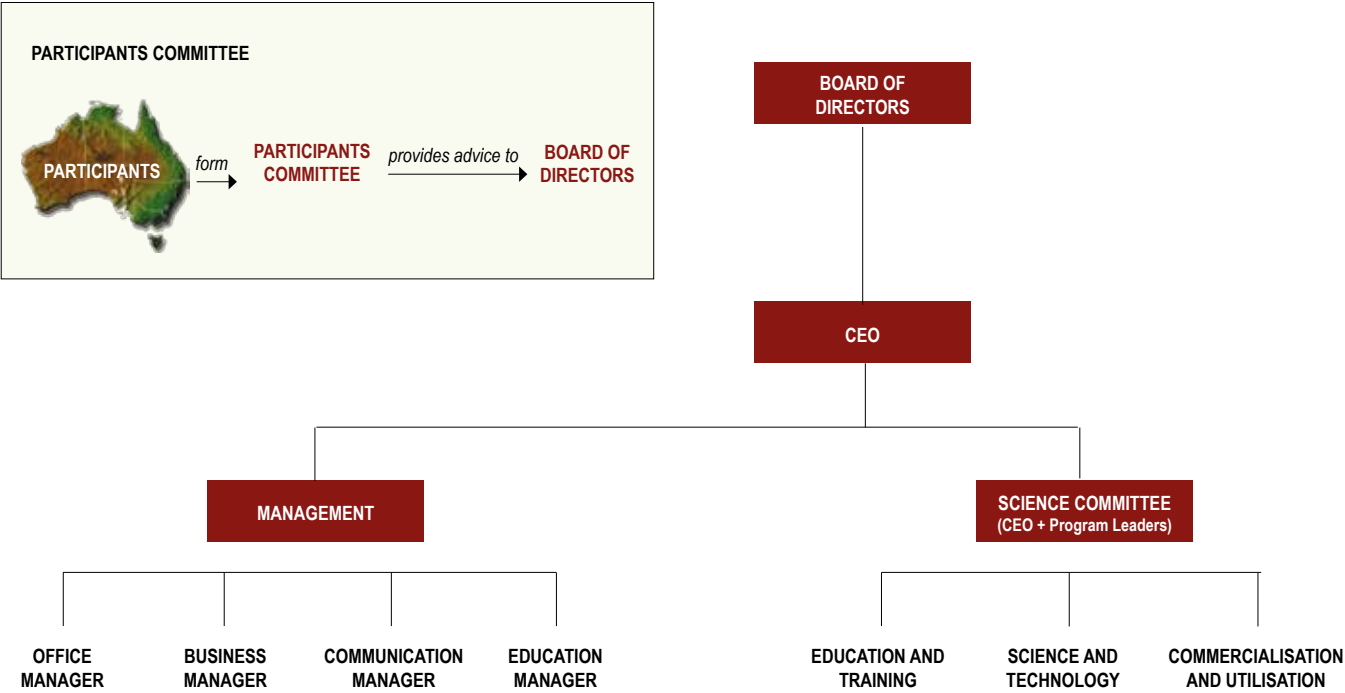 PARTICIPANTS COMMITTEE
PARTICIPANTS
form
PARTICIPANTS
COMMITTEE
provides advice to
BOARD OF
DIRECTORS
BOARD OF
DIRECTORS
CEO
MANAGEMENT
SCIENCE COMMITTEE
(CEO + Program Leaders)
OFFICE
MANAGER
BUSINESS
MANAGER
COMMUNICATION
MANAGER
EDUCATION
MANAGER
EDUCATION AND
TRAINING
SCIENCE AND
TECHNOLOGY
COMMERCIALISATION
AND UTILISATION